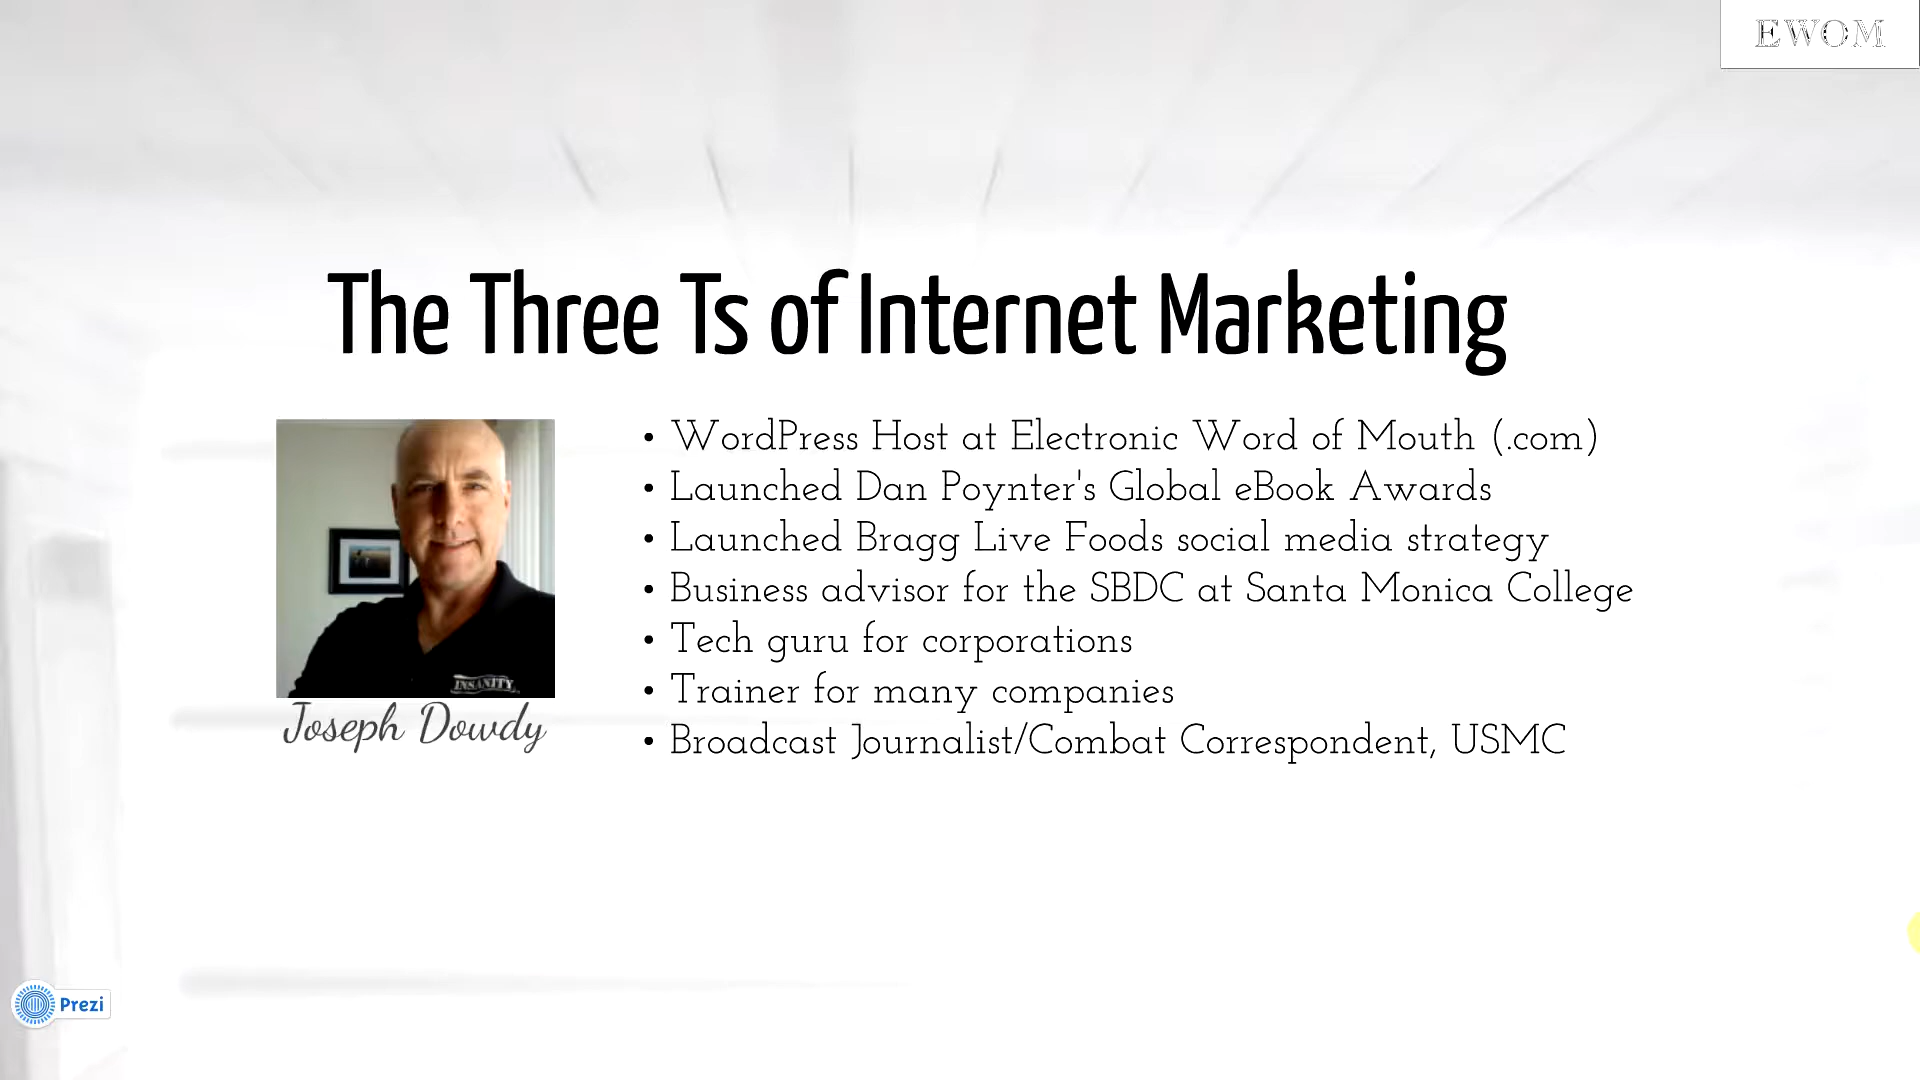 EWOM
The Three Ts of Internet Marketing
• WordPress Host at Electronic Word of Mouth (.com)
• Launched Dan Poynter's Global eBook Awards
• Launched Bragg Live Foods social media strategy
• Business advisor for the SBDC at Santa Monica College
• Tech guru for corporations
• Trainer for many companies
• Broadcast Journalist/Combat Correspondent, USMC
INSANITY
Joseph Dowdy
Prezi